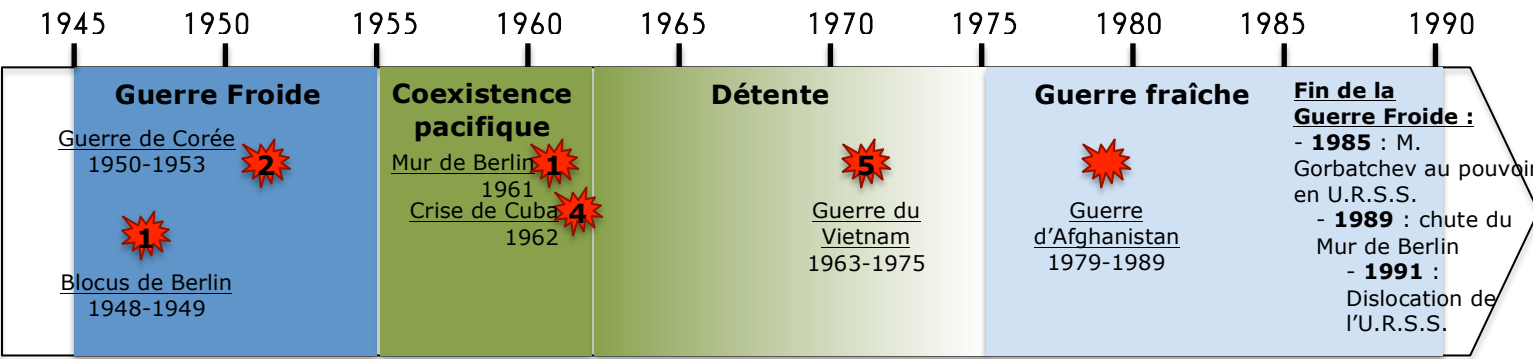 1945 1950 1955 1960 1965 1970 1975 1980 1985 1990
Guerre Froide
Guerre de Corée
1950-1953
2
1
Blocus de Berlin
1948-1949
Coexistence
pacifique
Mur de Berlin
1
1961
Crise de Cuba
4
1962
Détente
5
Guerre du
Vietnam
1963-1975
Guerre fraîche
Guerre
d’Afghanistan
1979-1989
Fin de la
Guerre Froide :
- 1985 : M.
Gorbatchev au pouvoir
en U.R.S.S.
- 1989 : chute du
Mur de Berlin
- 1991 :
Dislocation de
l’U.R.S.S.